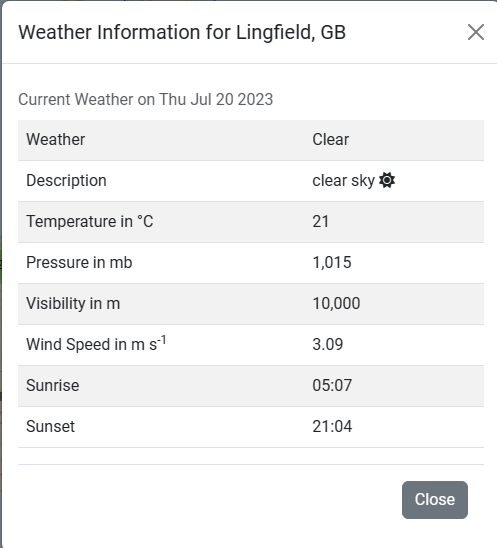 Weather Information for Lingfield, GB
Current Weather on Thu Jul 20 2023
Weather Clear
Description clear sky
Temperature in °C 21
Pressure in mb 1,015
Visibility in m 10,000
Wind Speed in m s-1 3.09
Sunrise 05:07
Sunset 21:04
Close